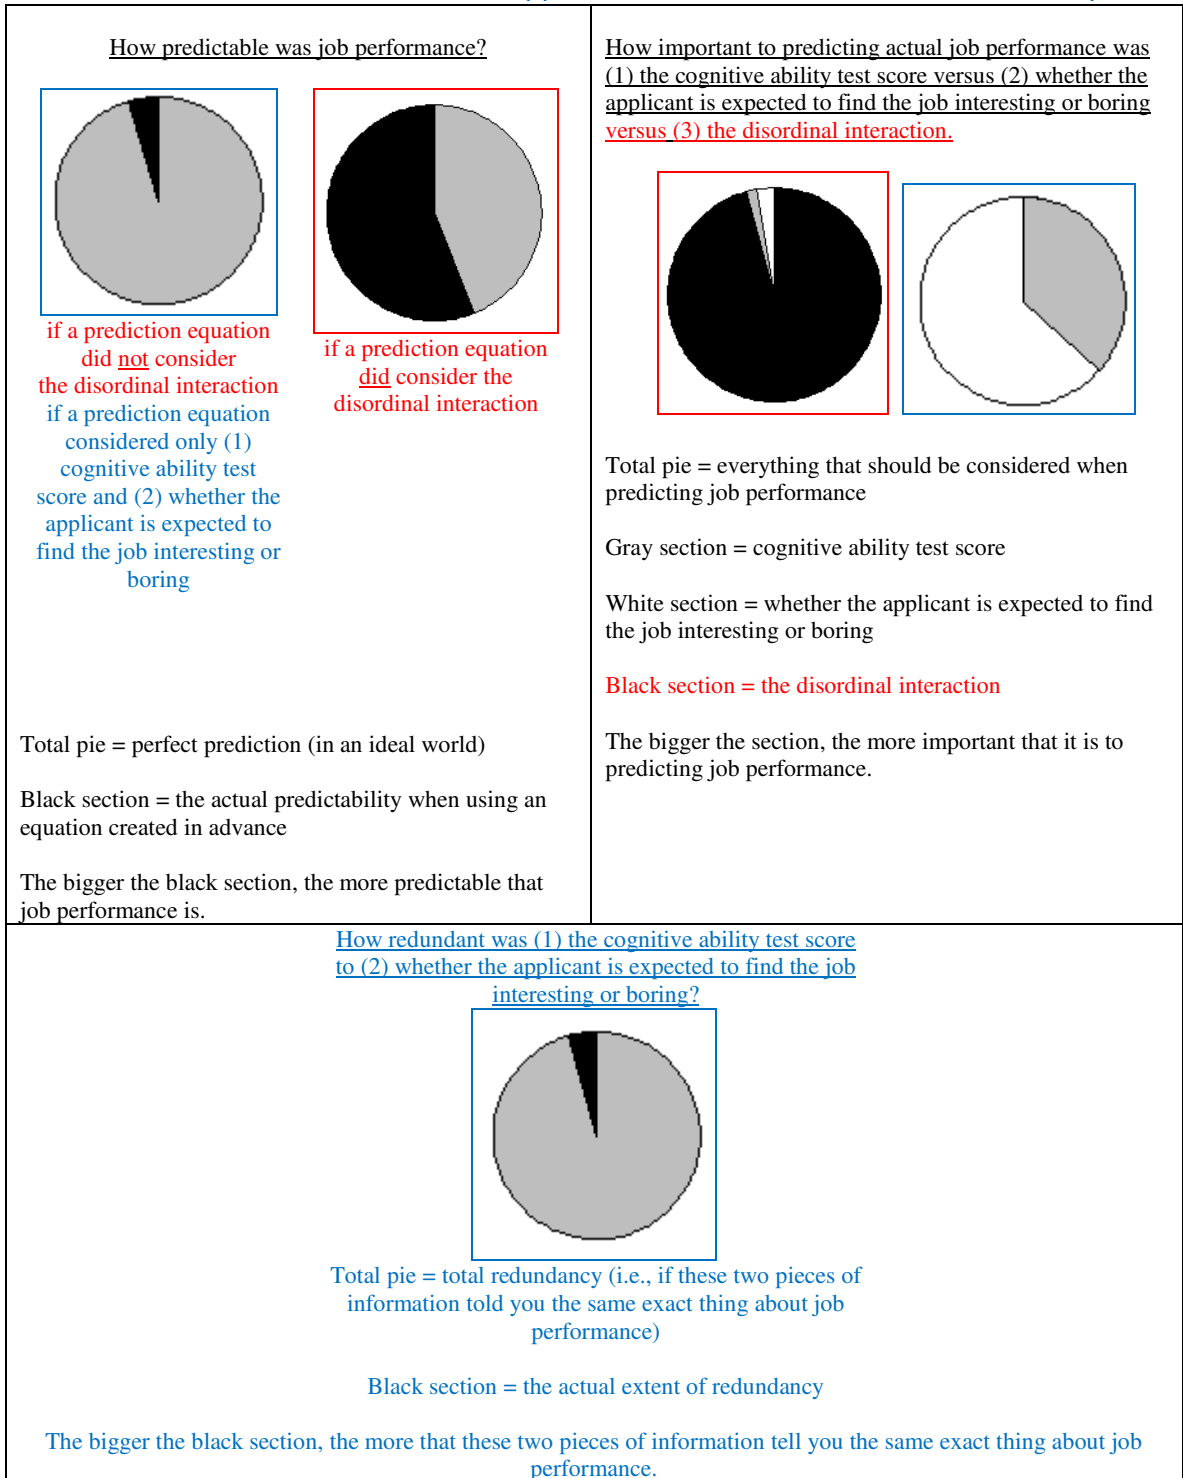 How predictable was job performance?
if a prediction equation
did not consider
the disordinal interaction
if a prediction equation
considered only (1)
cognitive ability test
score and (2) whether the
applicant is expected to
find the job interesting or
boring
if a prediction equation
did consider the
disordinal interaction
Total pie = perfect prediction (in an ideal world)
Black section = the actual predictability when using an
equation created in advance
The bigger the black section, the more predictable that
job performance is.
How important to predicting actual job performance was
(1) the cognitive ability test score versus (2) whether the
applicant is expected to find the job interesting or boring
versus (3) the disordinal interaction.
Total pie = everything that should be considered when
predicting job performance
Gray section = cognitive ability test score
White section = whether the applicant is expected to find
the job interesting or boring
Black section = the disordinal interaction
The bigger the section, the more important that it is to
predicting job performance.
How redundant was (1) the cognitive ability test score
to (2) whether the applicant is expected to find the job
interesting or boring?
Total pie = total redundancy (i.e., if these two pieces of
information told you the same exact thing about job
performance)
Black section = the actual extent of redundancy
The bigger the black section, the more that these two pieces of information tell you the same exact thing about job
performance.